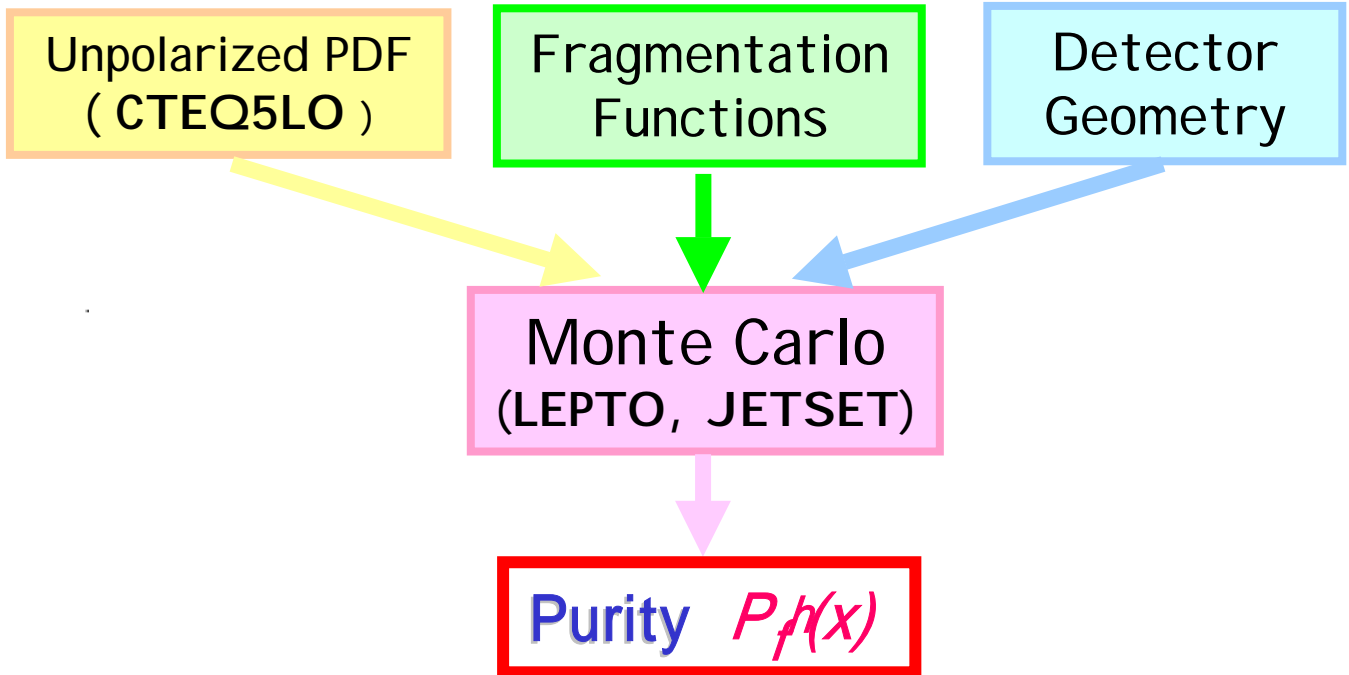 Unpolarized PDF
( CTEQ5LO )
Fragmentation
Functions
Detector
Geometry
Monte Carlo
(LEPTO, JETSET)
Purity P_f^h(x)